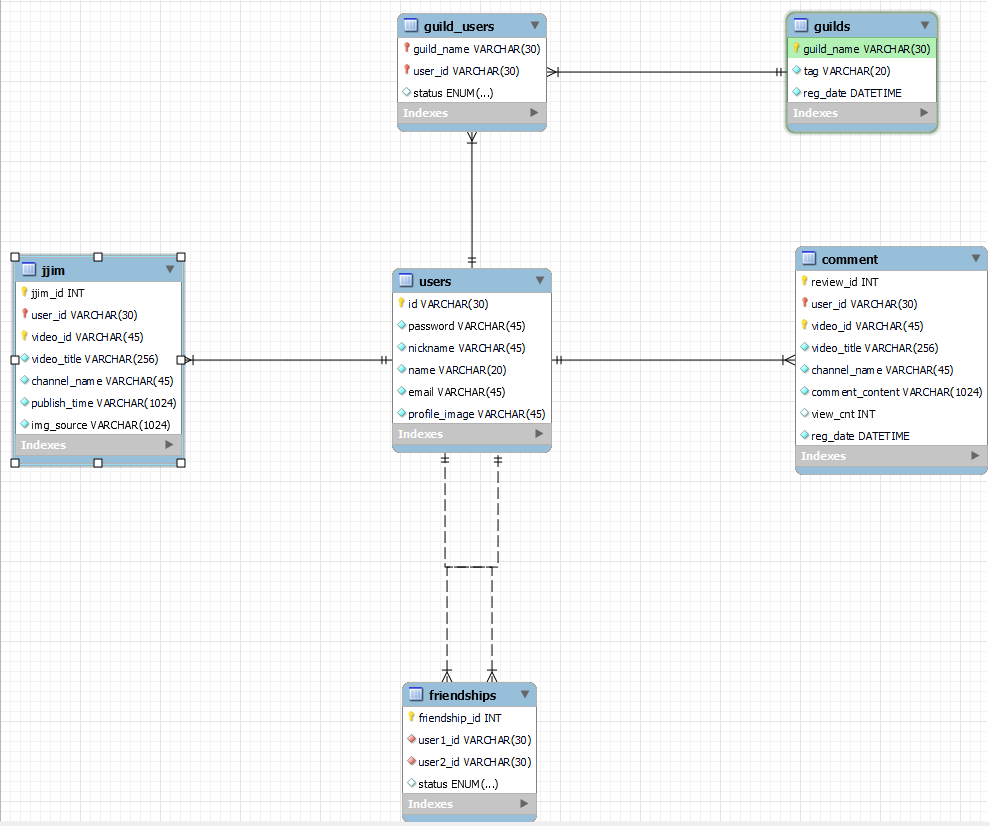 guild_users
guild_name VARCHAR(30)
user_id VARCHAR(30)
status ENUM(...)
Indexes
guilds
guild_name VARCHAR(30)
tag VARCHAR(20)
reg_date DATETIME
Indexes
jjim
jjim_id INT
user_id VARCHAR(30)
video_id VARCHAR(45)
video_title VARCHAR(256)
channel_name VARCHAR(45)
publish_time VARCHAR(1024)
img_source VARCHAR(1024)
Indexes
users
id VARCHAR(30)
password VARCHAR(45)
nickname VARCHAR(45)
name VARCHAR(20)
email VARCHAR(45)
profile_image VARCHAR(45)
Indexes
comment
review_id INT
user_id VARCHAR(30)
video_id VARCHAR(45)
video_title VARCHAR(256)
channel_name VARCHAR(45)
comment_content VARCHAR(1024)
view_cnt INT
reg_date DATETIME
Indexes
friendships
friendship_id INT
user1_id VARCHAR(30)
user2_id VARCHAR(30)
status ENUM(...)
Indexes